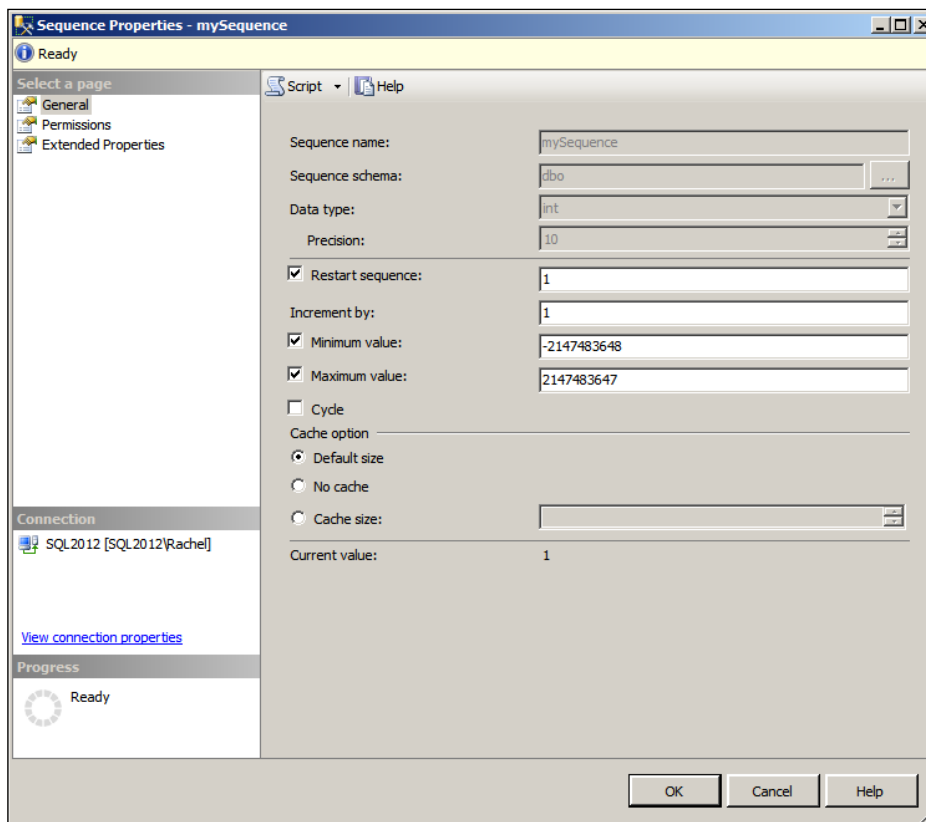 Sequence Properties - mySequence
Ready
Select a page
General
Permissions
Extended Properties
Script
Help
Sequence name:
mySequence
Sequence schema:
dbo
...
Data type:
int
Precision:
10
Restart sequence:
1
Increment by:
1
Minimum value:
-2147483648
Maximum value:
2147483647
Cycle
Cache option
Default size
No cache
Cache size:
Current value:
1
Connection
SQL2012 [SQL2012\Rachel]
View connection properties
Progress
Ready
OK
Cancel
Help